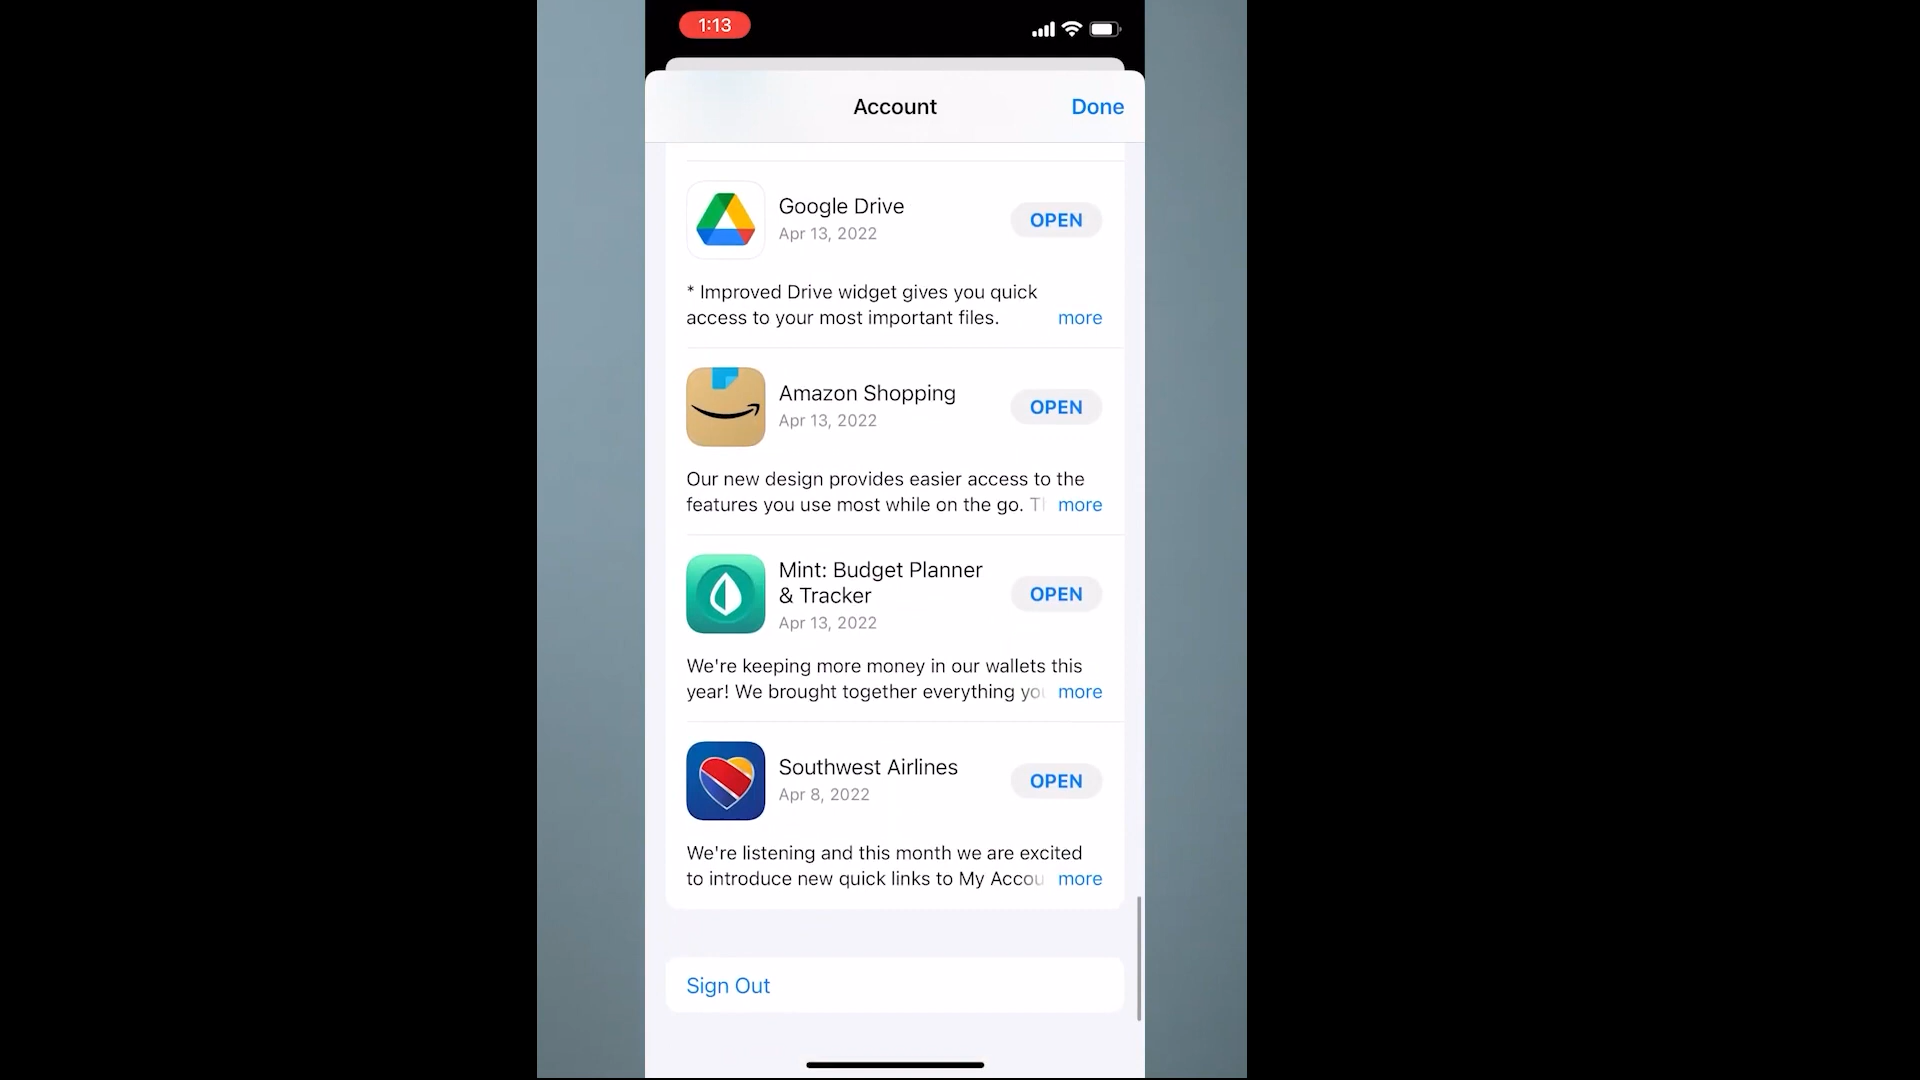 1:13
Account
Done
Google Drive
OPEN
Apr 13, 2022
* Improved Drive widget gives you quick
access to your most important files.
more
Amazon Shopping
OPEN
Apr 13, 2022
Our new design provides easier access to the
features you use most while on the go. T
more
Mint: Budget Planner
& Tracker
OPEN
Apr 13, 2022
We're keeping more money in our wallets this
year! We brought together everything you
more
Southwest Airlines
OPEN
Apr 8, 2022
We're listening and this month we are excited
to introduce new quick links to My Accou
more
Sign Out